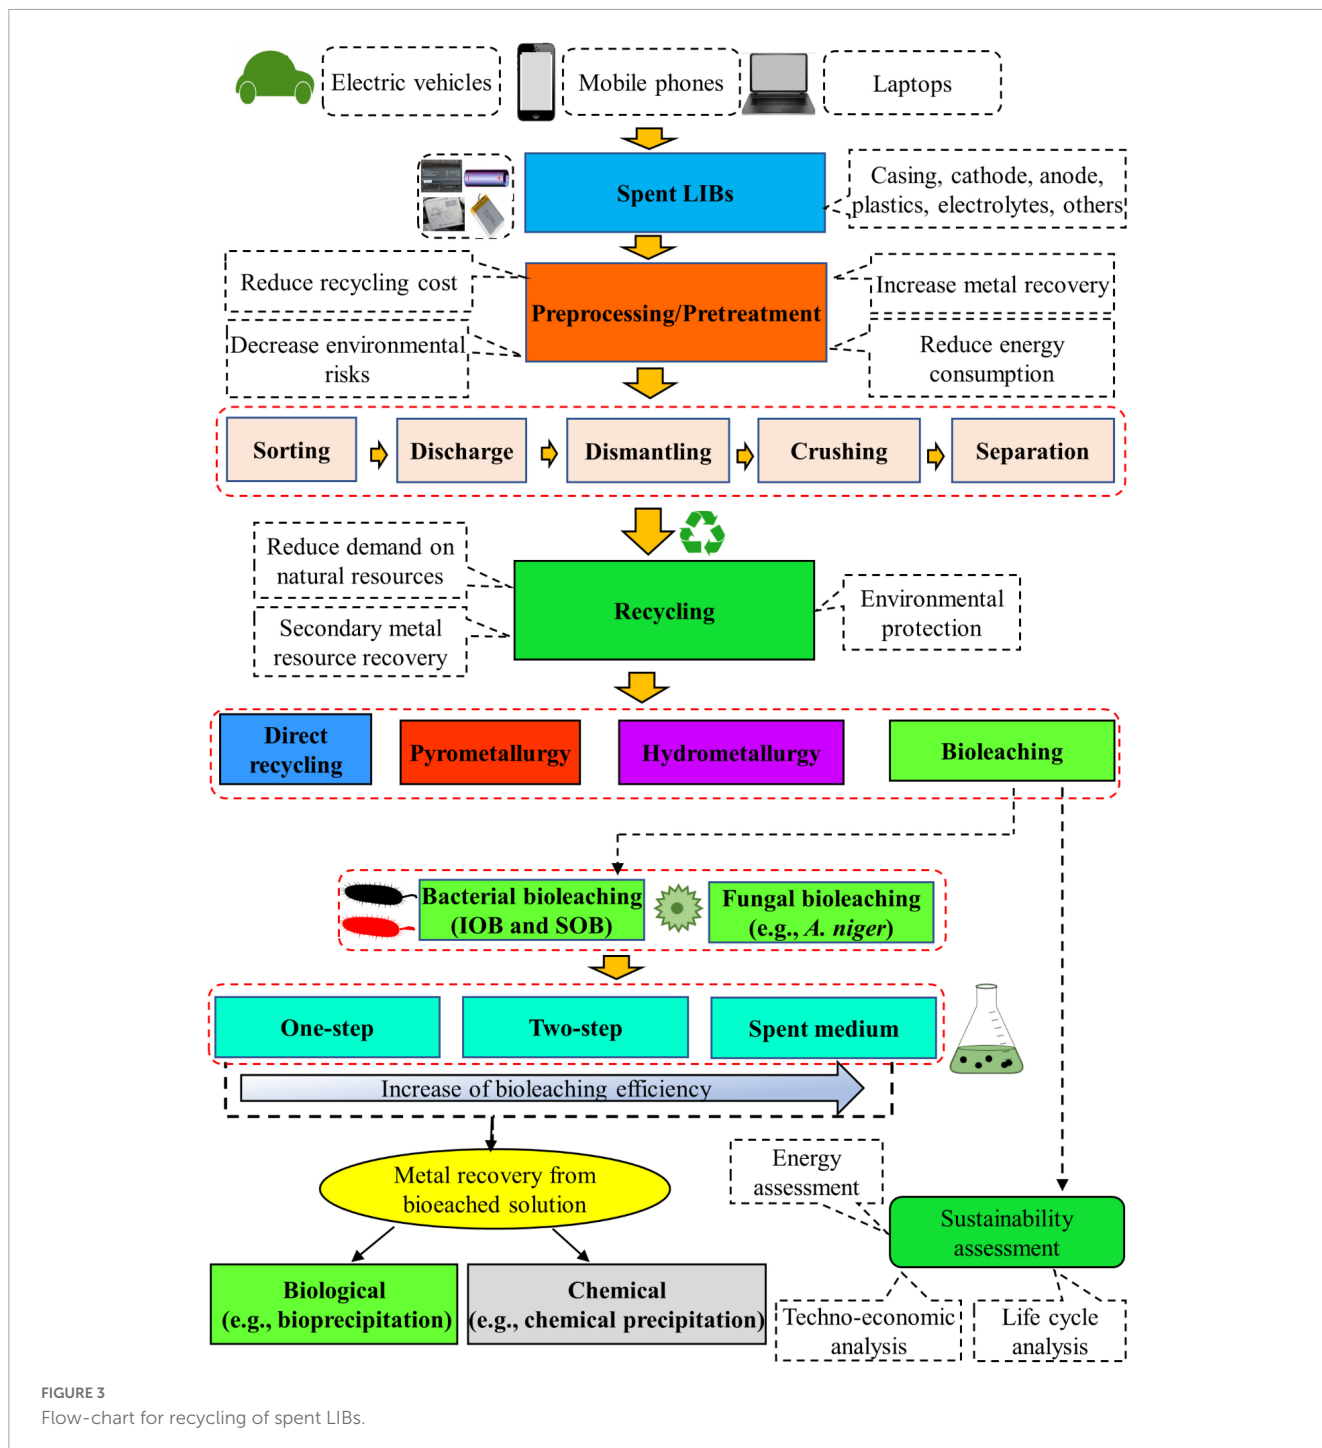 Electric vehicles
Mobile phones
Laptops
Spent LIBs
Casing, cathode, anode,
plastics, electrolytes, others
Reduce recycling cost
Decrease environmental
risks
Preprocessing/Pretreatment
Increase metal recovery
Reduce energy
consumption
Sorting
Discharge
Dismantling
Crushing
Separation
Reduce demand on
natural resources
Secondary metal
resource recovery
Recycling
Environmental
protection
Direct
recycling
Pyrometallurgy
Hydrometallurgy
Bioleaching
Bacterial bioleaching
(IOB and SOB)
Fungal bioleaching
(e.g., A. niger)
One-step
Two-step
Spent medium
Increase of bioleaching efficiency
Metal recovery from
bioeached solution
Biological
(e.g., bioprecipitation)
Chemical
(e.g., chemical precipitation)
Energy
assessment
Sustainability
assessment
Techno-economic
analysis
Life cycle
analysis
FIGURE 3
Flow-chart for recycling of spent LIBs.